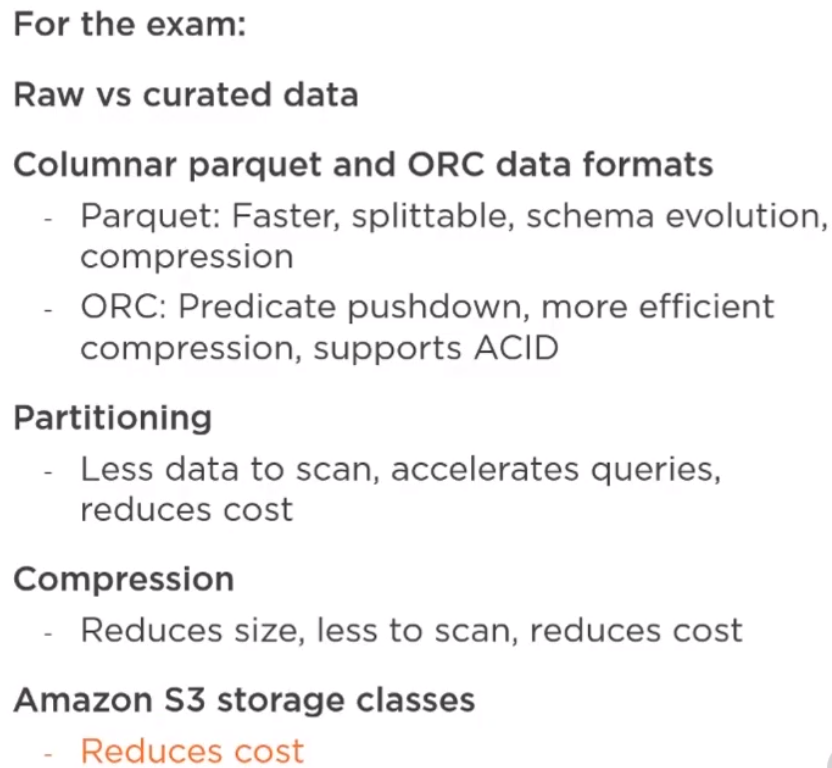 For the exam:
Raw vs curated data
Columnar parquet and ORC data formats
- Parquet: Faster, splittable, schema evolution,
compression
- ORC: Predicate pushdown, more efficient
compression, supports ACID
Partitioning
- Less data to scan, accelerates queries,
reduces cost
Compression
- Reduces size, less to scan, reduces cost
Amazon S3 storage classes
- Reduces cost